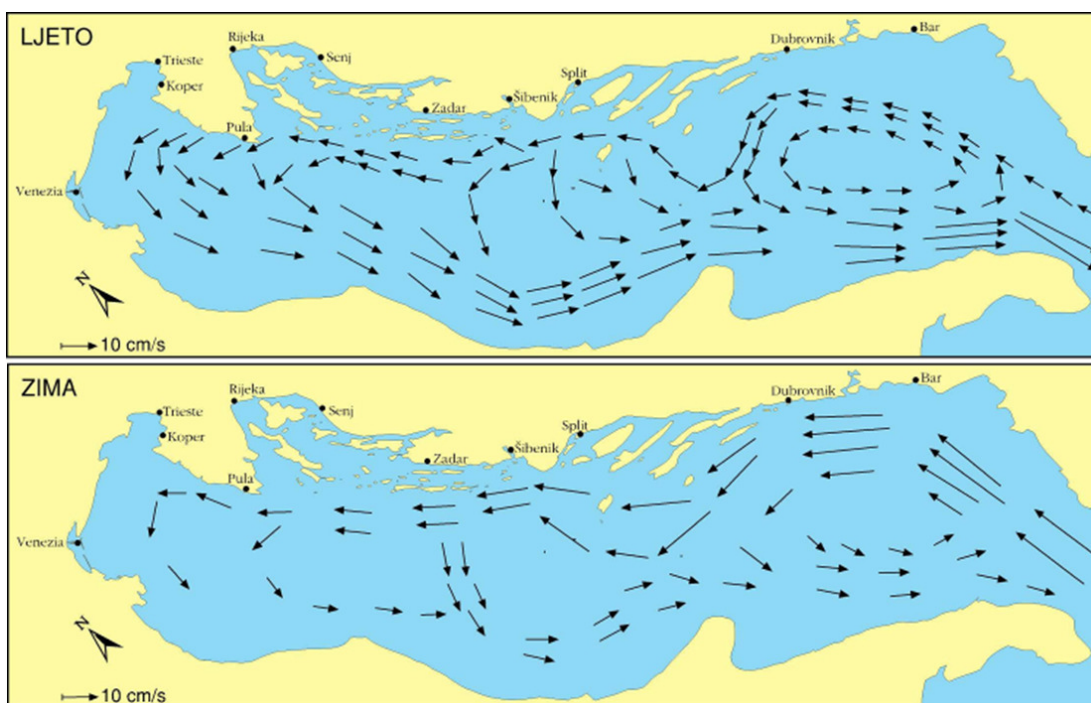 LJETO
Rijeka
Trieste
Senj
Koper
Pula
Zadar
Šibenik
Split
Dubrovnik
Bar
Venezia
N
10 cm/s
ZIMA
Rijeka
Trieste
Senj
Koper
Pula
Zadar
Šibenik
Split
Dubrovnik
Bar
Venezia
N
10 cm/s